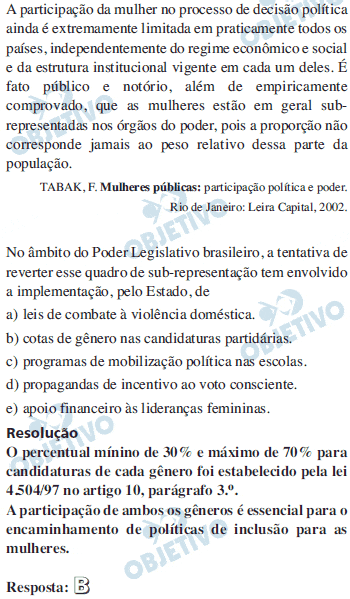 A participação da mulher no processo de decisão política
ainda é extremamente limitada em praticamente todos os
países, independentemente do regime econômico e social
e da estrutura institucional vigente em cada um deles. É
fato público e notório, além de empiricamente
comprovado, que as mulheres estão em geral sub-
representadas nos órgãos do poder, pois a proporção não
corresponde jamais ao peso relativo dessa parte da
população.
TABAK, F. Mulheres públicas: participação política e poder.
Rio de Janeiro: Leira Capital, 2002.
No âmbito do Poder Legislativo brasileiro, a tentativa de
reverter esse quadro de sub-representação tem envolvido
a implementação, pelo Estado, de
a) leis de combate à violência doméstica.
b) cotas de gênero nas candidaturas partidárias.
c) programas de mobilização política nas escolas.
d) propagandas de incentivo ao voto consciente.
e) apoio financeiro às lideranças femininas.
Resolução
O percentual mínino de 30% e máximo de 70% para
candidaturas de cada gênero foi estabelecido pela lei
4.504/97 no artigo 10, parágrafo 3.º.
A participação de ambos os gêneros é essencial para o
encaminhamento de políticas de inclusão para as
mulheres.
Resposta: B
OBJETIVO
OBJETIVO
OBJETIVO
OBJETIVO
OBJETIVO